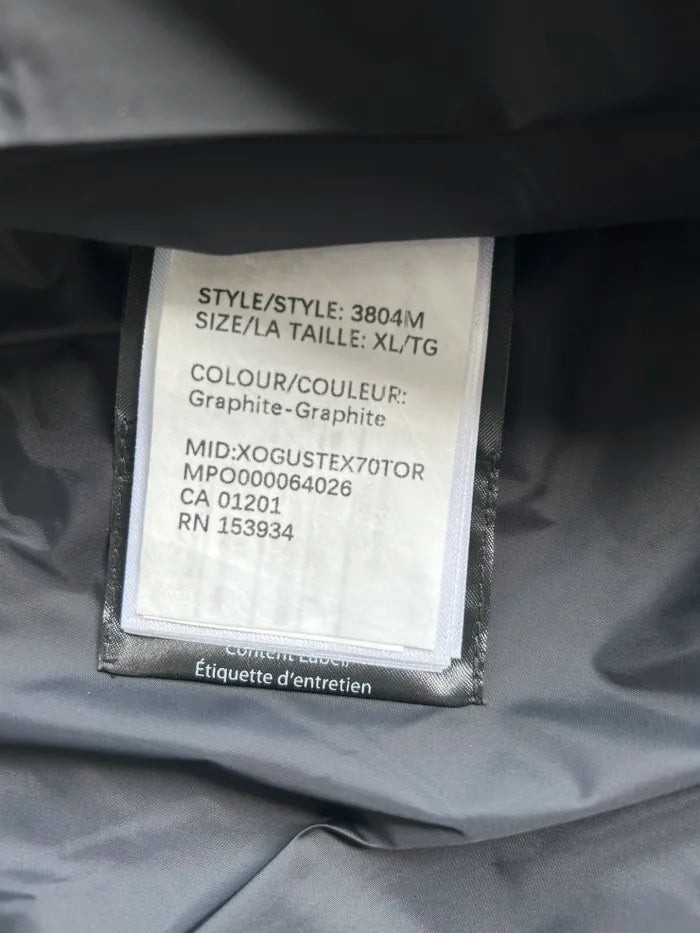 STYLE/STYLE: 3804M
SIZE/LA TAILLE: XL/TG
COLOUR/COULEUR:
Graphite-Graphite
MID:XOGUSTEX70TOR
MPO000064026
CA 01201
RN 153934
Content Label/
Étiquette d'entretien